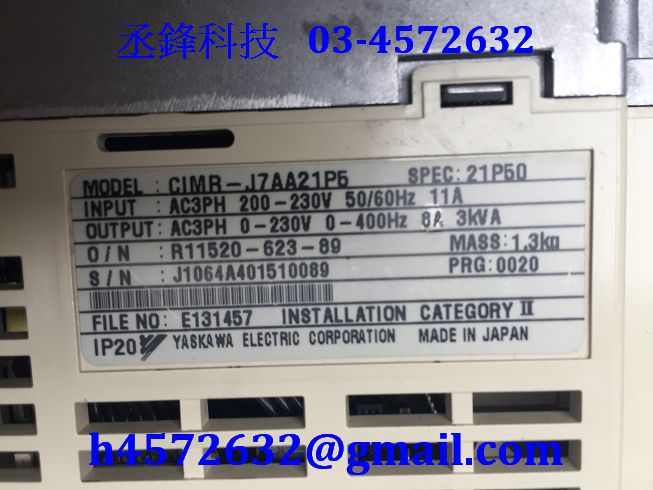 丞鋒科技 03-4572632
MODEL : CIMR-J7AA21P5 SPEC: 21P50
INPUT : AC3PH 200-230V 50/60Hz 11A
OUTPUT: AC3PH 0-230V 0-400Hz 8A 3kVA
O / N : R11520-623-89 MASS: 1.3kg
S / N : J1064A401510089 PRG:0020
FILE NO: E131457 INSTALLATION CATEGORY II
IP20 YASKAWA ELECTRIC CORPORATION MADE IN JAPAN
h4572632@gmail.com